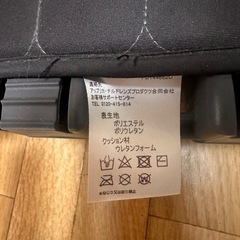 連絡先
アップリカ・チルドレンズプロダクツ合同会社
お客様サポートセンター
TEL 0120-415-814
表生地
ポリエステル
ポリウレタン
クッション材
ウレタンフォーム